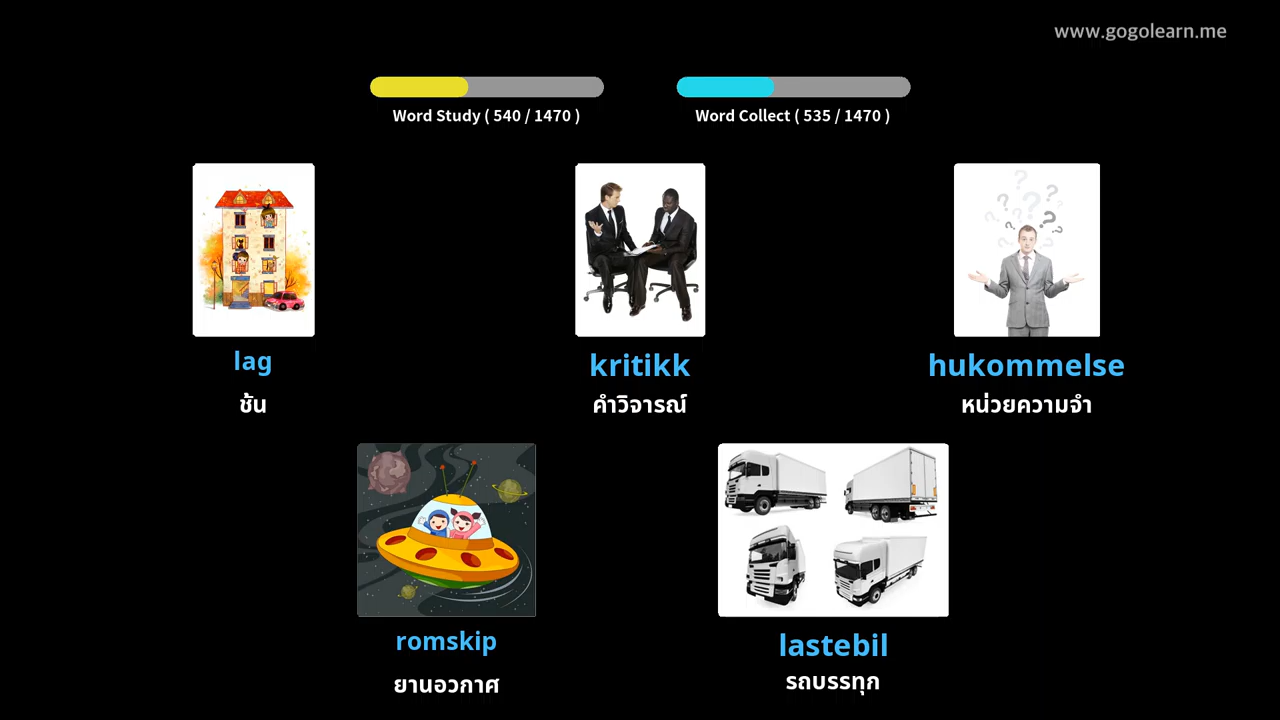 www.gogolearn.me
Word Study ( 540 / 1470 )
Word Collect ( 535 / 1470 )
lag
ชั้น
kritikk
คำวิจารณ์
hukommelse
หน่วยความจำ
romskip
ยานอวกาศ
lastebil
รถบรรทุก